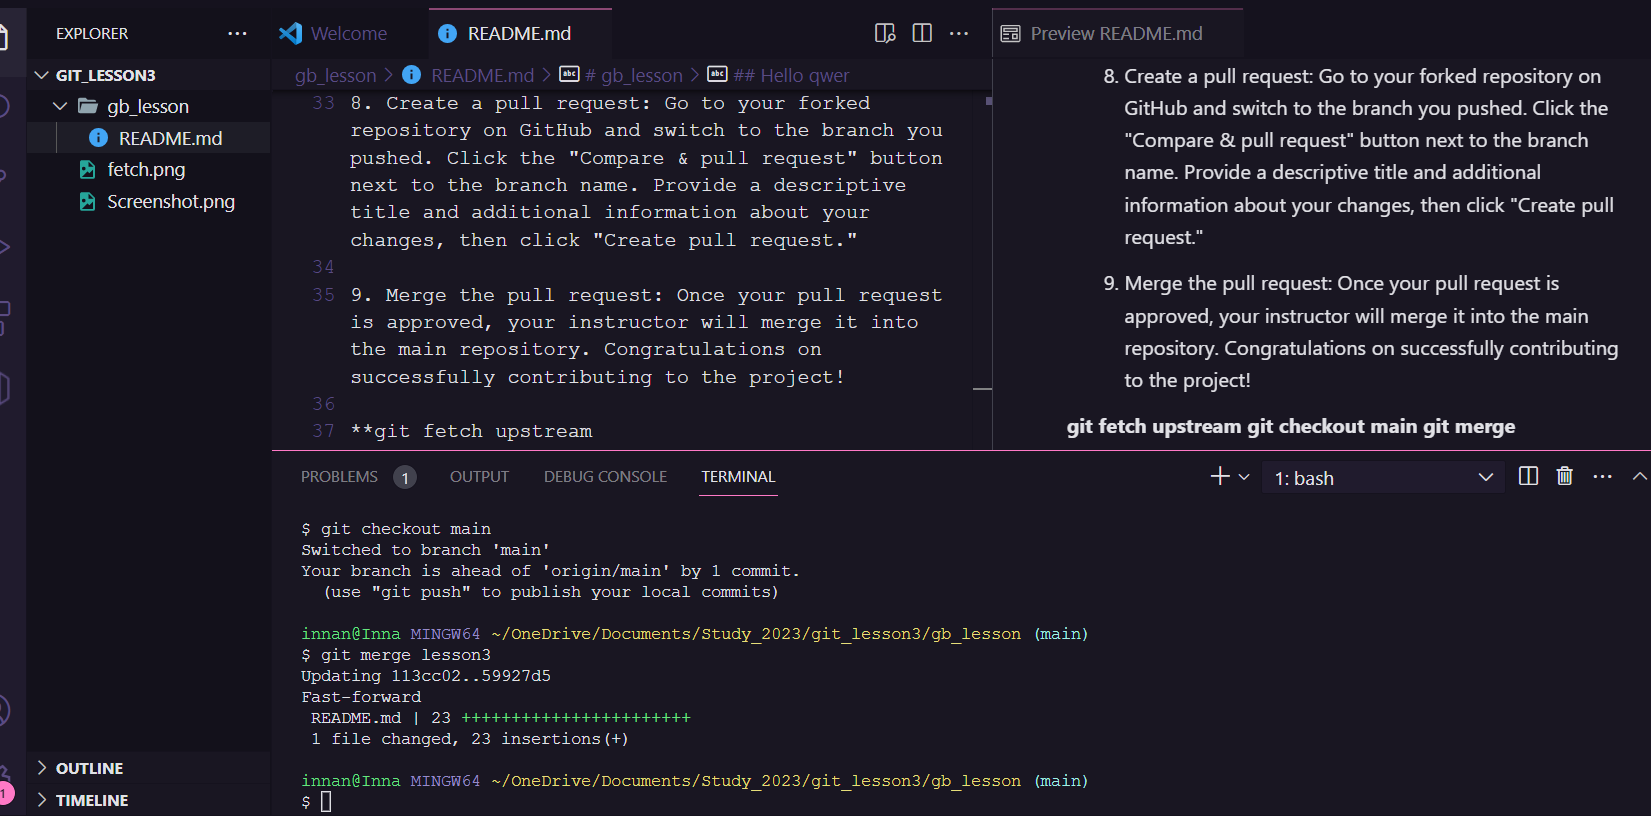 EXPLORER
GIT_LESSON3
gb_lesson
README.md
fetch.png
Screenshot.png
OUTLINE
TIMELINE
1
Welcome
README.md
gb_lesson > README.md > # gb_lesson > ## Hello qwer
33 8. Create a pull request: Go to your forked
repository on GitHub and switch to the branch you
pushed. Click the "Compare & pull request" button
next to the branch name. Provide a descriptive
title and additional information about your
changes, then click "Create pull request."
34
35 9. Merge the pull request: Once your pull request
is approved, your instructor will merge it into
the main repository. Congratulations on
successfully contributing to the project!
36
37 **git fetch upstream
Preview README.md
8. Create a pull request: Go to your forked repository on
GitHub and switch to the branch you pushed. Click the
"Compare & pull request" button next to the branch
name. Provide a descriptive title and additional
information about your changes, then click "Create pull
request."
9. Merge the pull request: Once your pull request is
approved, your instructor will merge it into the main
repository. Congratulations on successfully contributing
to the project!
git fetch upstream git checkout main git merge
PROBLEMS 1 OUTPUT DEBUG CONSOLE TERMINAL
1: bash
$ git checkout main
Switched to branch 'main'
Your branch is ahead of 'origin/main' by 1 commit.
(use "git push" to publish your local commits)
innan@Inna MINGW64 ~/OneDrive/Documents/Study_2023/git_lesson3/gb_lesson (main)
$ git merge lesson3
Updating 113cc02..59927d5
Fast-forward
README.md | 23 +++++++++++++++++++++++
1 file changed, 23 insertions(+)
innan@Inna MINGW64 ~/OneDrive/Documents/Study_2023/git_lesson3/gb_lesson (main)
$